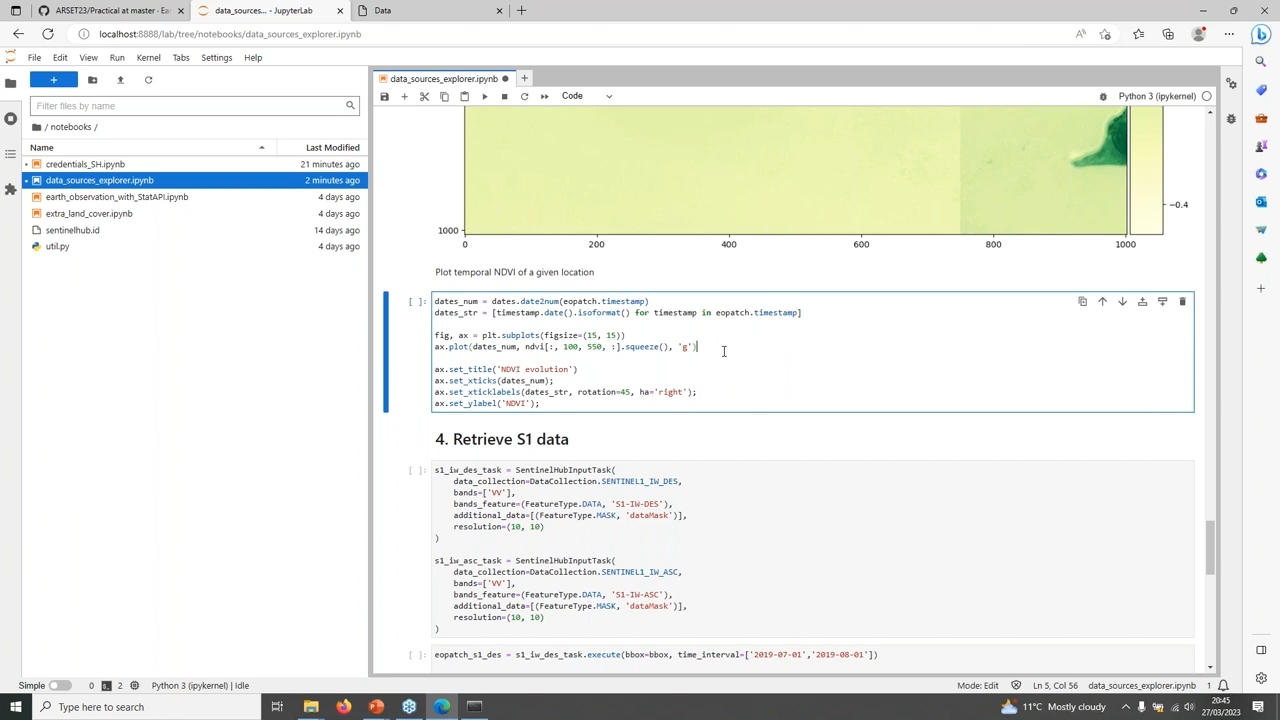 ARSET23/Practical at master · Ear
data_sources... - JupyterLab
Data
localhost:8888/lab/tree/notebooks/data_sources_explorer.ipynb
File Edit View Run Kernel Tabs Settings Help
data_sources_explorer.ipynb
Code
Python 3 (ipykernel)
Filter files by name
/ notebooks /
Name Last Modified
credentials_SH.ipynb 21 minutes ago
data_sources_explorer.ipynb 2 minutes ago
earth_observation_with_StatAPI.ipynb 4 days ago
extra_land_cover.ipynb 4 days ago
sentinelhub.id 14 days ago
util.py 4 days ago
−0.4
1000
0 200 400 600 800 1000
Plot temporal NDVI of a given location
[ ]: dates_num = dates.date2num(eopatch.timestamp)
dates_str = [timestamp.date().isoformat() for timestamp in eopatch.timestamp]
fig, ax = plt.subplots(figsize=(15, 15))
ax.plot(dates_num, ndvi[:, 100, 550, :].squeeze(), 'g')
ax.set_title('NDVI evolution')
ax.set_xticks(dates_num);
ax.set_xticklabels(dates_str, rotation=45, ha='right');
ax.set_ylabel('NDVI');
4. Retrieve S1 data
[ ]: s1_iw_des_task = SentinelHubInputTask(
data_collection=DataCollection.SENTINEL1_IW_DES,
bands=['VV'],
bands_feature=(FeatureType.DATA, 'S1-IW-DES'),
additional_data=[(FeatureType.MASK, 'dataMask')],
resolution=(10, 10)
)
s1_iw_asc_task = SentinelHubInputTask(
data_collection=DataCollection.SENTINEL1_IW_ASC,
bands=['VV'],
bands_feature=(FeatureType.DATA, 'S1-IW-ASC'),
additional_data=[(FeatureType.MASK, 'dataMask')],
resolution=(10, 10)
)
[ ]: eopatch_s1_des = s1_iw_des_task.execute(bbox=bbox, time_interval=['2019-07-01','2019-08-01'])
Simple 0 2 Python 3 (ipykernel) | Idle Mode: Edit Ln 5, Col 56 data_sources_explorer.ipynb 1
Type here to search
11°C Mostly cloudy
20:45
27/03/2023